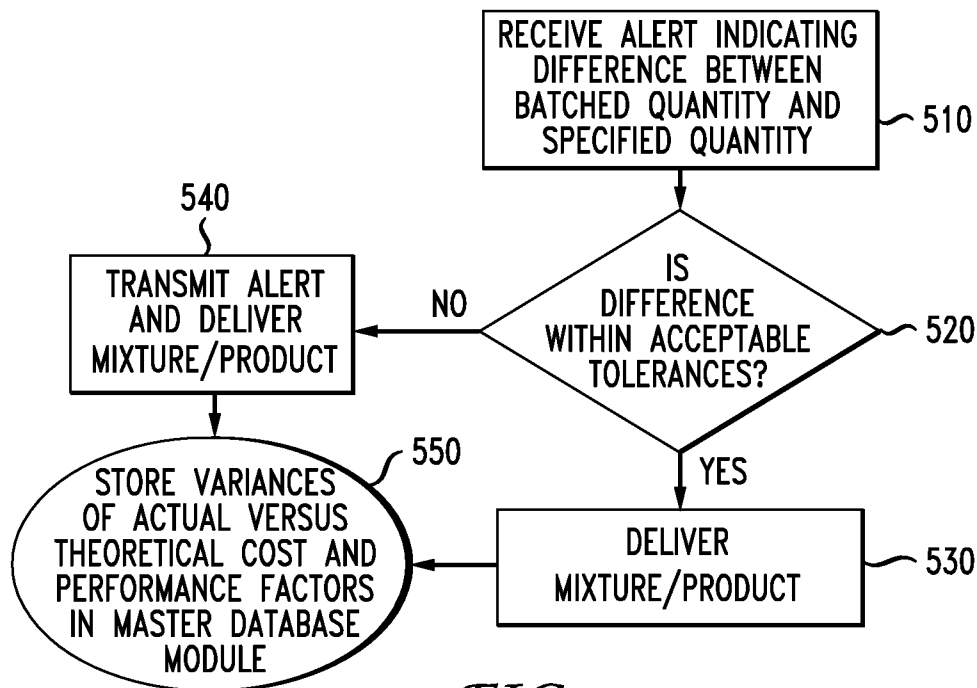 RECEIVE ALERT INDICATING
DIFFERENCE BETWEEN
BATCHED QUANTITY AND
SPECIFIED QUANTITY
510
IS
DIFFERENCE
WITHIN ACCEPTABLE
TOLERANCES?
520
NO
YES
540
TRANSMIT ALERT
AND DELIVER
MIXTURE/PRODUCT
DELIVER
MIXTURE/PRODUCT
530
550
STORE VARIANCES
OF ACTUAL VERSUS
THEORETICAL COST AND
PERFORMANCE FACTORS
IN MASTER DATABASE
MODULE